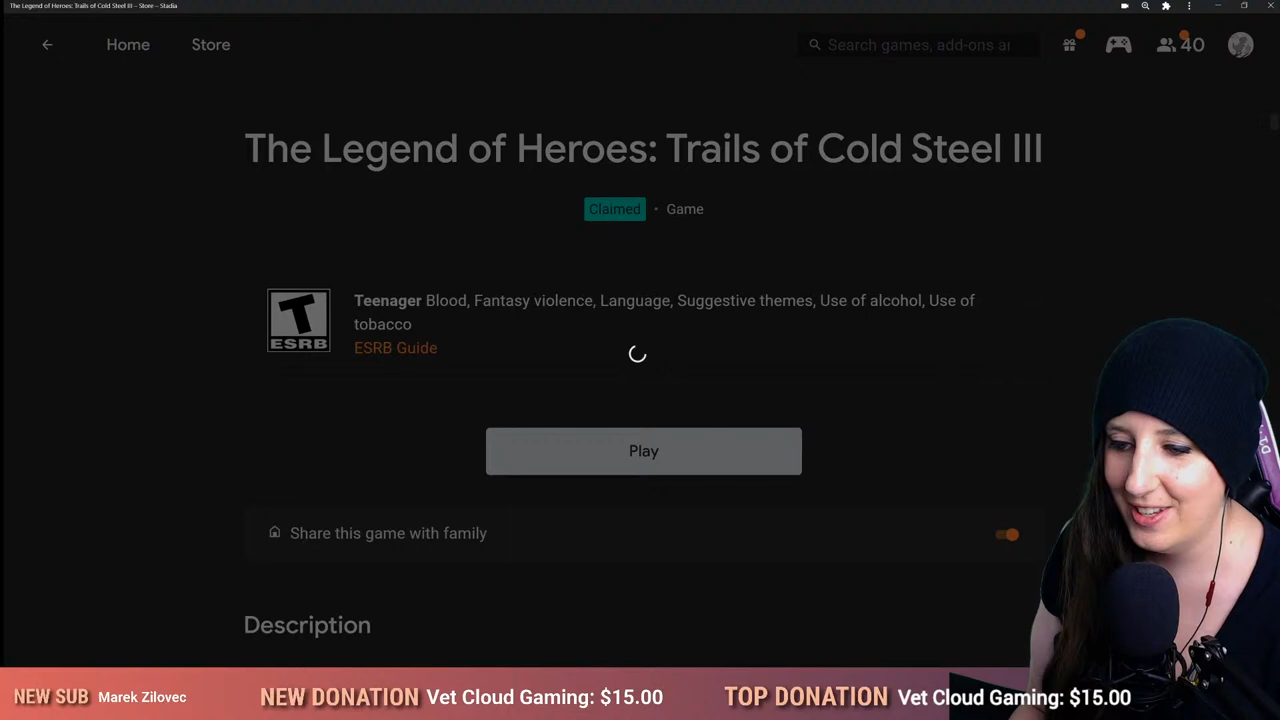 The Legend of Heroes: Trails of Cold Steel III – Store – Stadia
Home
Store
Search games, add-ons ar
40
The Legend of Heroes: Trails of Cold Steel III
Claimed • Game
T
ESRB
Teenager Blood, Fantasy violence, Language, Suggestive themes, Use of alcohol, Use of
tobacco
ESRB Guide
Play
Share this game with family
Description
NEW SUB Marek Zilovec
NEW DONATION Vet Cloud Gaming: $15.00
TOP DONATION Vet Cloud Gaming: $15.00